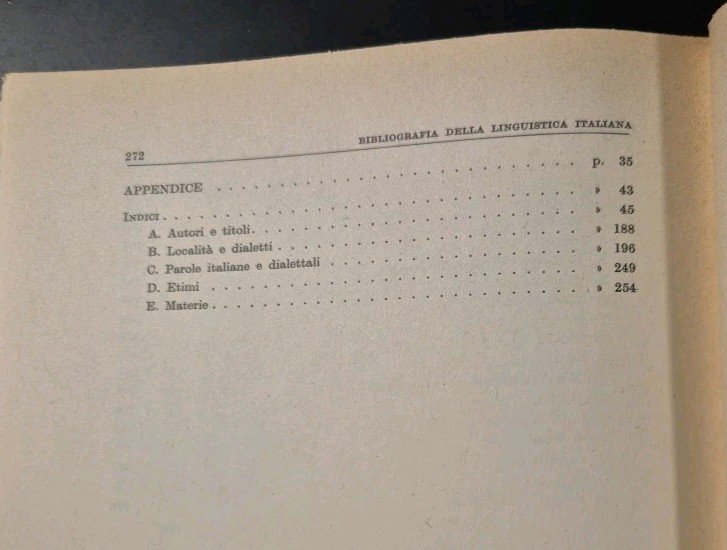 272 BIBLIOGRAFIA DELLA LINGUISTICA ITALIANA
APPENDICE . . . . . . . . . . . . . . . . . . . . p. 35
INDICI . . . . . . . . . . . . . . . . . . . . » 43
A. Autori e titoli . . . . . . . . . . . . . . . . » 45
B. Località e dialetti . . . . . . . . . . . . . . . » 188
C. Parole italiane e dialettali . . . . . . . . . . . . » 196
D. Etimi . . . . . . . . . . . . . . . . . . » 249
E. Materie . . . . . . . . . . . . . . . . . . » 254